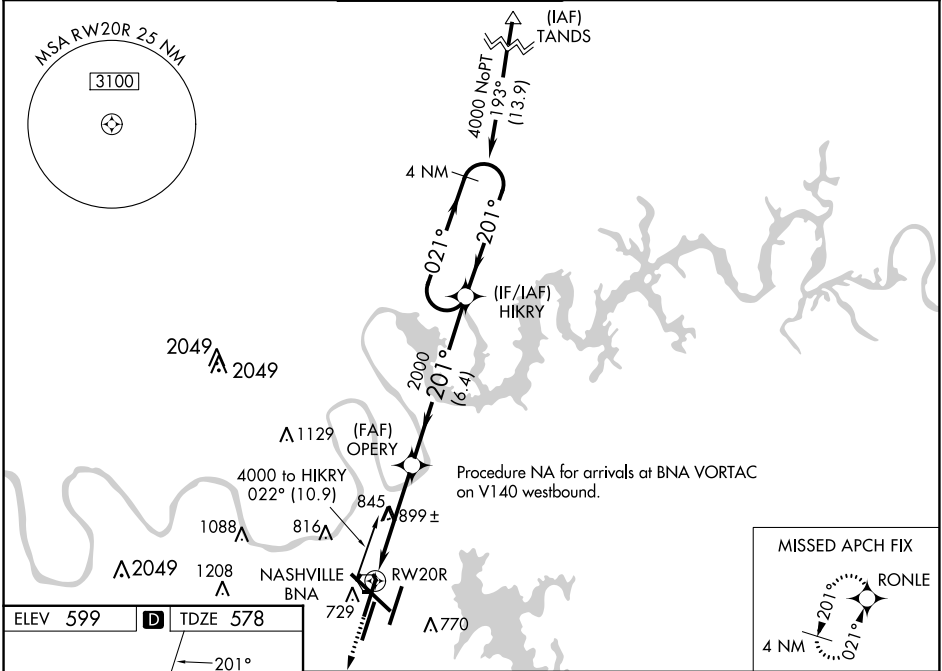 MSA RW20R 25 NM
3100
(IAF)
TANDS
4000 NoPT
193°
(13.9)
4 NM
201°
021°
(IF/IAF)
HIKRY
2000
201°
(6.4)
2049
2049
1129
(FAF)
OPERY
4000 to HIKRY
022° (10.9)
Procedure NA for arrivals at BNA VORTAC
on V140 westbound.
845
899 ±
1088
816
2049
1208
NASHVILLE
BNA
RW20R
729
770
MISSED APCH FIX
RONLE
201°
021°
4 NM
ELEV 599
D
TDZE 578
201°